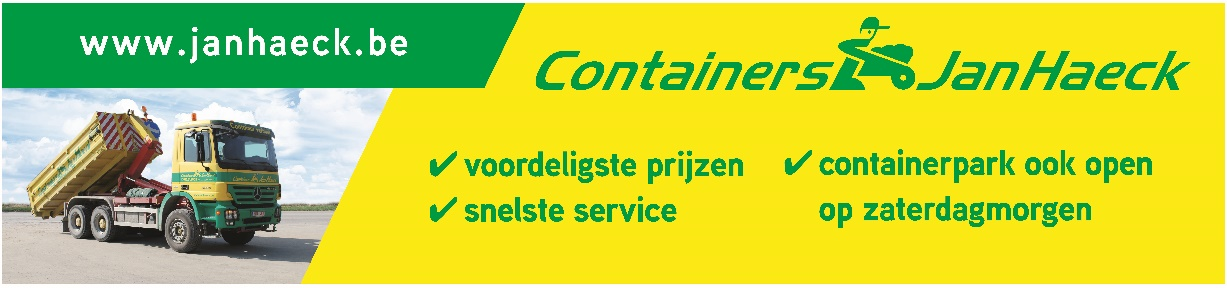 www.janhaeck.be
Containers JanHaeck
✔ voordeligste prijzen
✔ snelste service
✔ containerpark ook open
op zaterdagmorgen